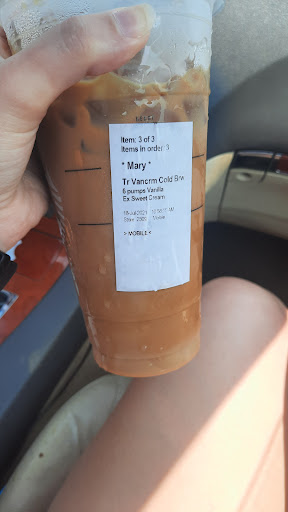 Item: 3 of 3
Items in order: 3
* Mary *
Tr Vancrm Cold Brw
6 pumps Vanilla
Ex Sweet Cream
> MOBILE <